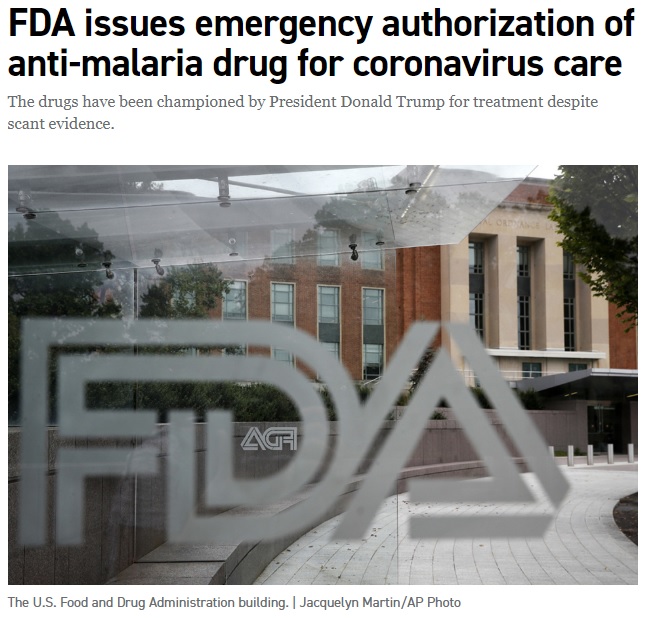 FDA issues emergency authorization of
anti-malaria drug for coronavirus care
The drugs have been championed by President Donald Trump for treatment despite
scant evidence.
FDA
The U.S. Food and Drug Administration building. | Jacquelyn Martin/AP Photo